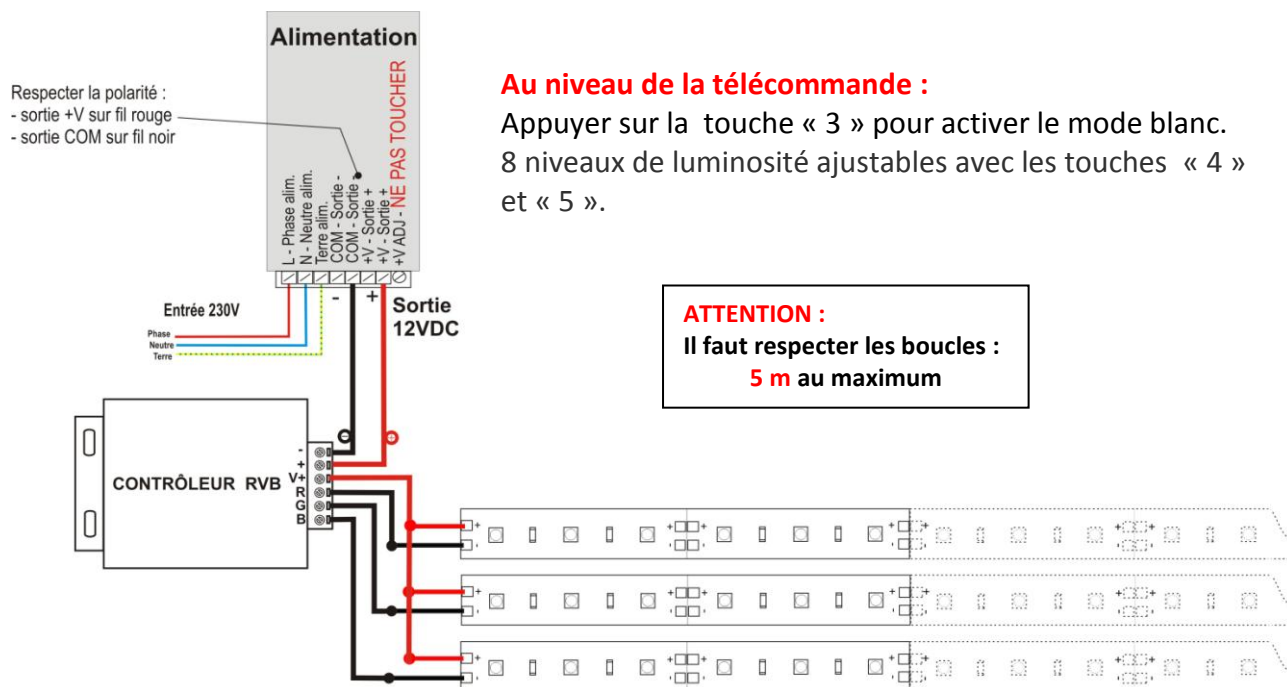 Alimentation
Respecter la polarité :
- sortie +V sur fil rouge
- sortie COM sur fil noir
L - Phase alim.
N - Neutre alim.
Terre alim.
COM - Sortie -
COM - Sortie -
+V - Sortie +
+V - Sortie +
+V ADJ - NE PAS TOUCHER
- +
Sortie
12VDC
Entrée 230V
Phase
Neutre
Terre
Au niveau de la télécommande :
Appuyer sur la touche « 3 » pour activer le mode blanc.
8 niveaux de luminosité ajustables avec les touches « 4 »
et « 5 ».
ATTENTION :
Il faut respecter les boucles :
5 m au maximum
CONTRÔLEUR RVB
-
+
V+
R
G
B
+ + + + + + +
- - - - - - -
+ + + + + + +
- - - - - - -
+ + + + + + +
- - - - - - -